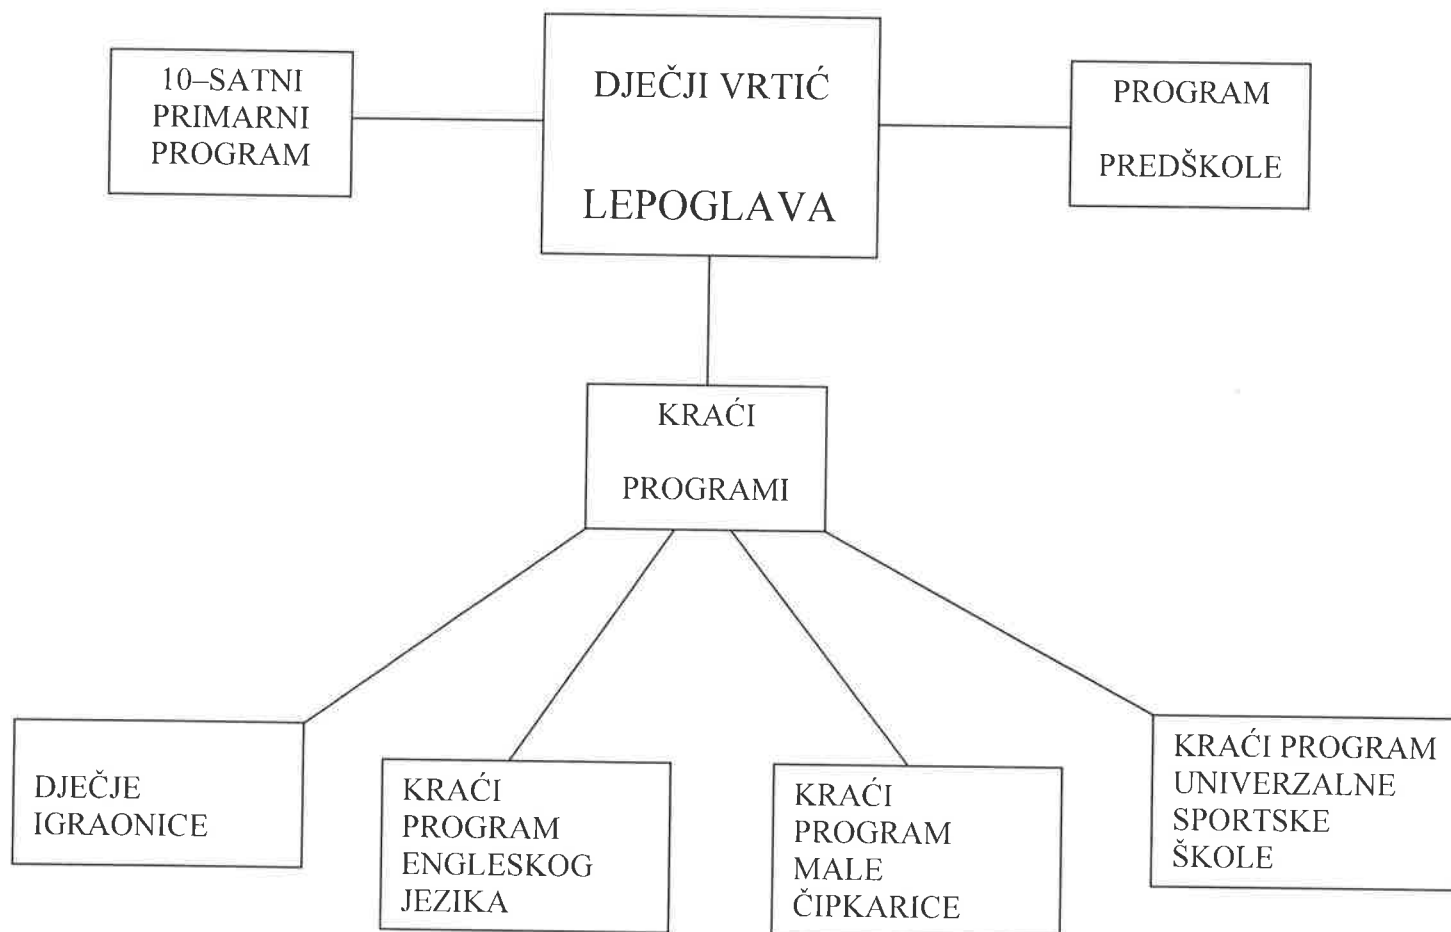 10–SATNI
PRIMARNI
PROGRAM
DJEČJI VRTIĆ
LEPOGLAVA
PROGRAM
PREDŠKOLE
KRAĆI
PROGRAMI
DJEČJE
IGRAONICE
KRAĆI
PROGRAM
ENGLESKOG
JEZIKA
KRAĆI
PROGRAM
MALE
ČIPKARICE
KRAĆI PROGRAM
UNIVERZALNE
SPORTSKE
ŠKOLE